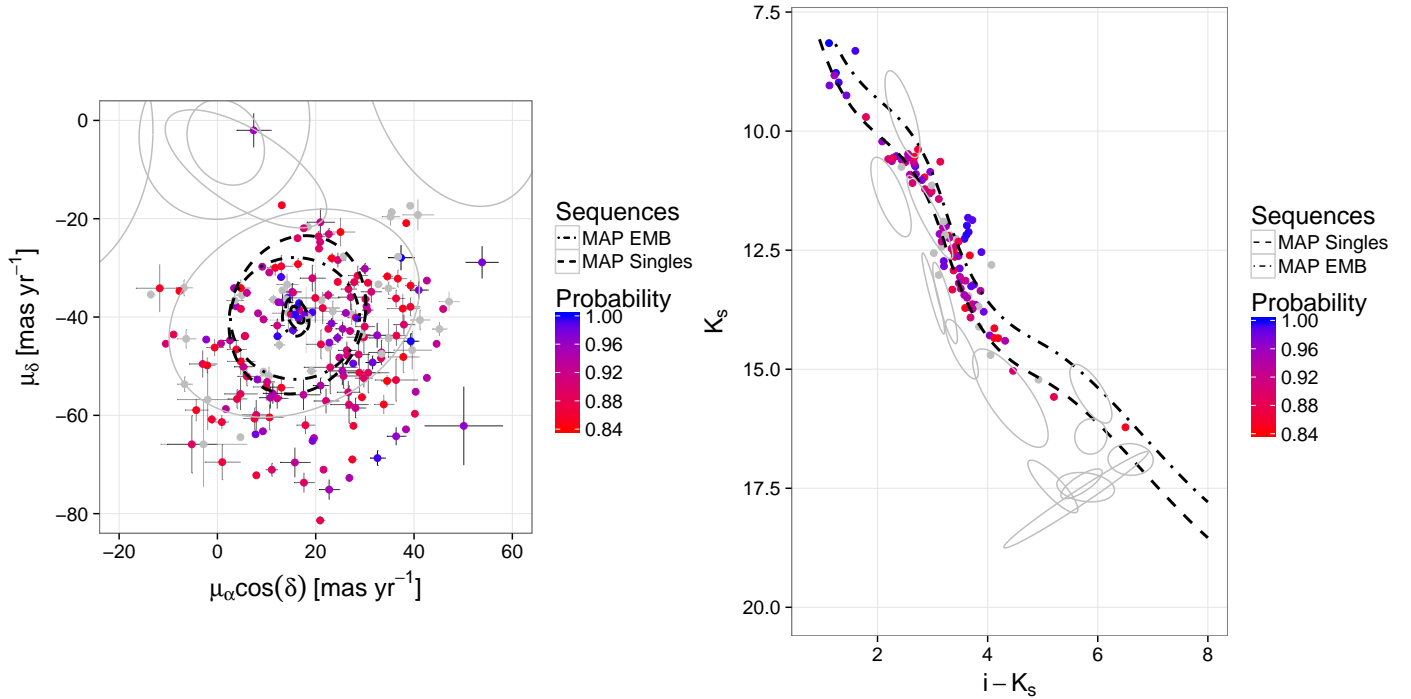 0
−20
−40
−60
−80
−20
0
20
40
60
μδ [mas yr−1]
μαcos(δ) [mas yr−1]
Sequences
MAP EMB
MAP Singles
Probability
1.00
0.96
0.92
0.88
0.84
7.5
10.0
12.5
15.0
17.5
20.0
2
4
6
8
Ks
i − Ks
Sequences
MAP Singles
MAP EMB
Probability
1.00
0.96
0.92
0.88
0.84